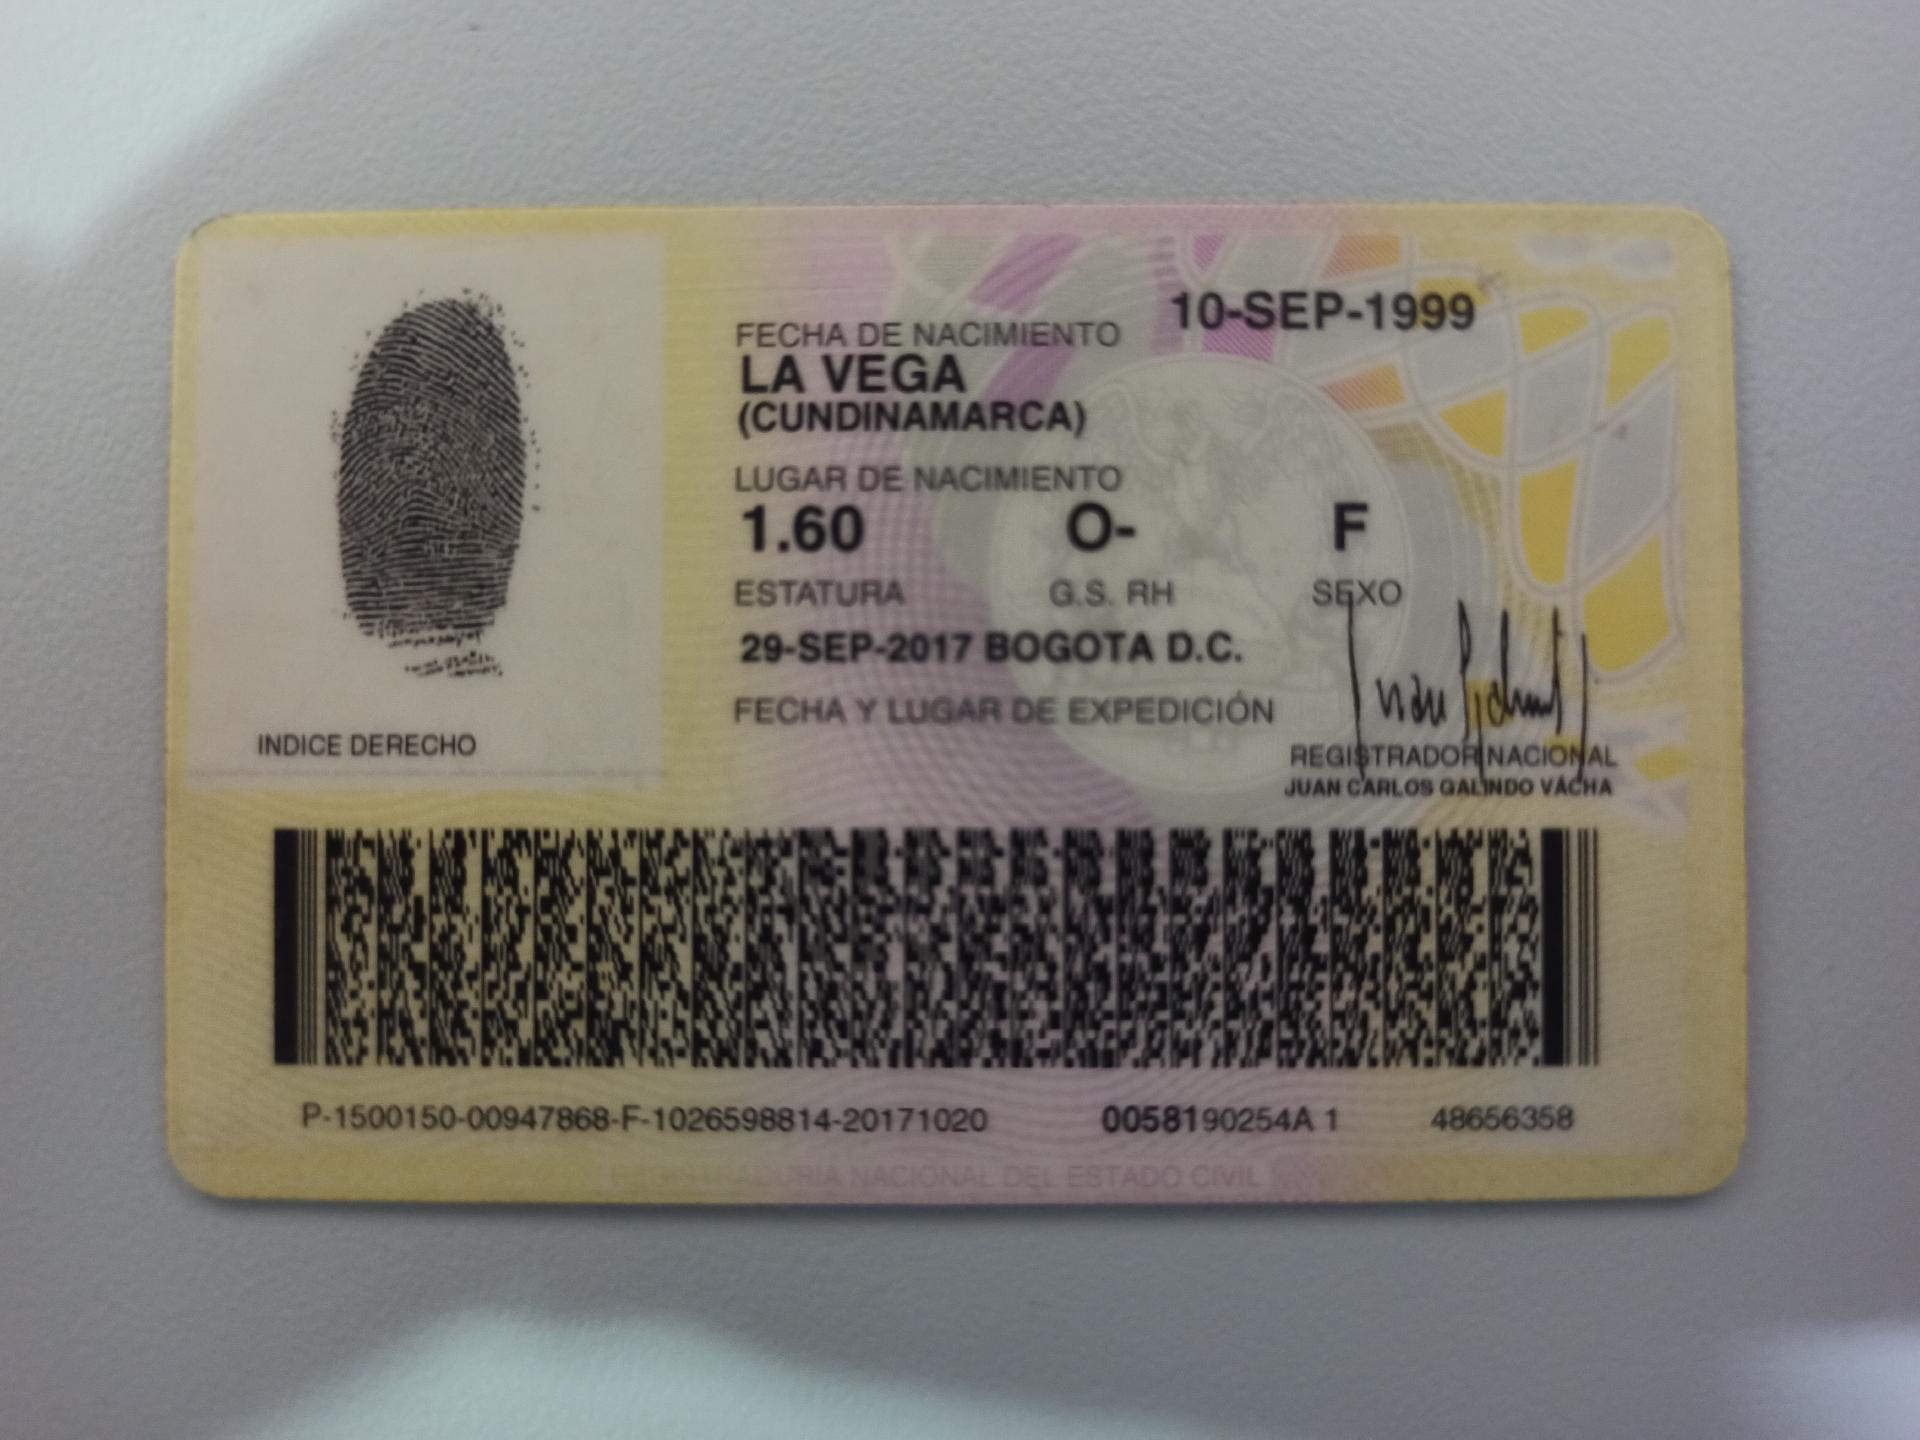 10-SEP-1999
FECHA DE NACIMIENTO
LA VEGA
(CUNDINAMARCA)
LUGAR DE NACIMIENTO
1.60 O- F
ESTATURA G.S. RH SEXO
29-SEP-2017 BOGOTA D.C.
FECHA Y LUGAR DE EXPEDICIÓN
INDICE DERECHO
REGISTRADOR NACIONAL
JUAN CARLOS GALINDO VÁCHA
P-1500150-00947868-F-1026598814-20171020 0058190254A 1 48656358
REGISTRADURIA NACIONAL DEL ESTADO CIVIL